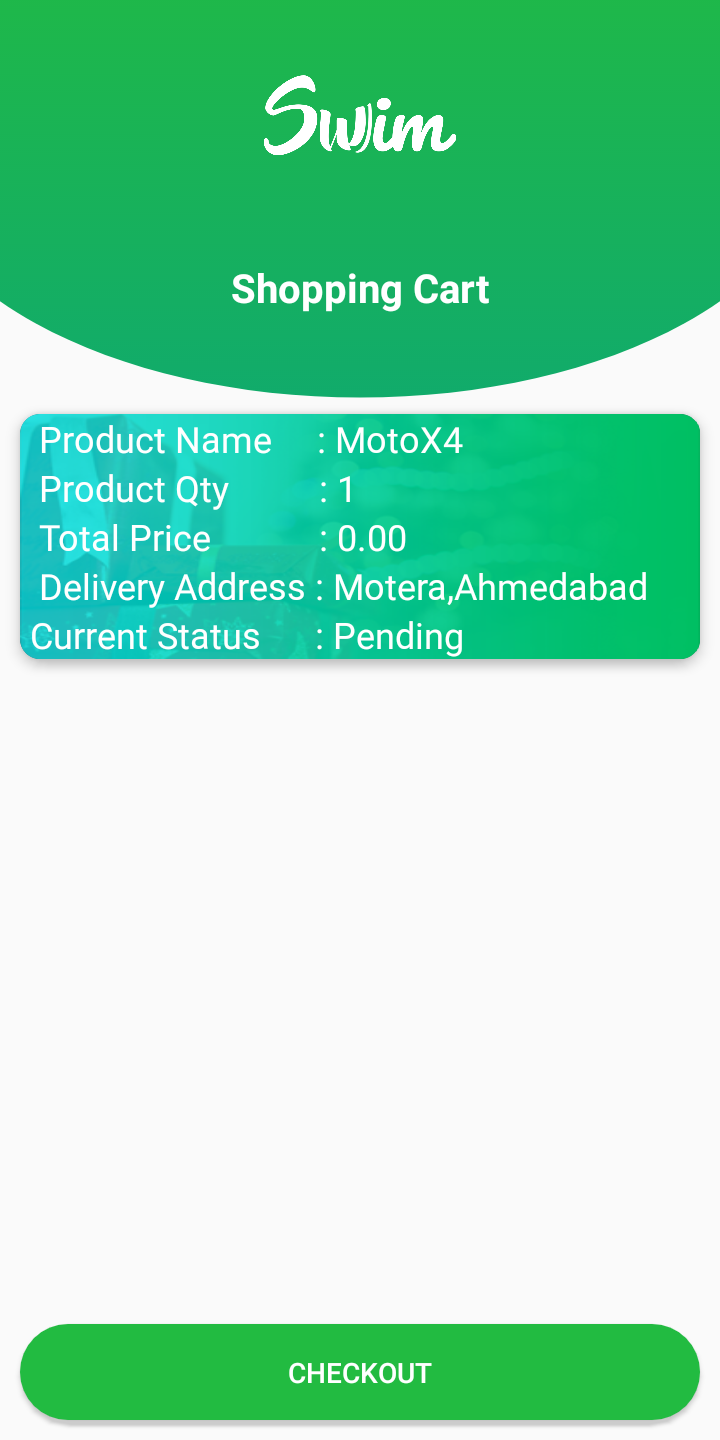 Swim
Shopping Cart
Product Name : MotoX4
Product Qty : 1
Total Price : 0.00
Delivery Address : Motera,Ahmedabad
Current Status : Pending
CHECKOUT